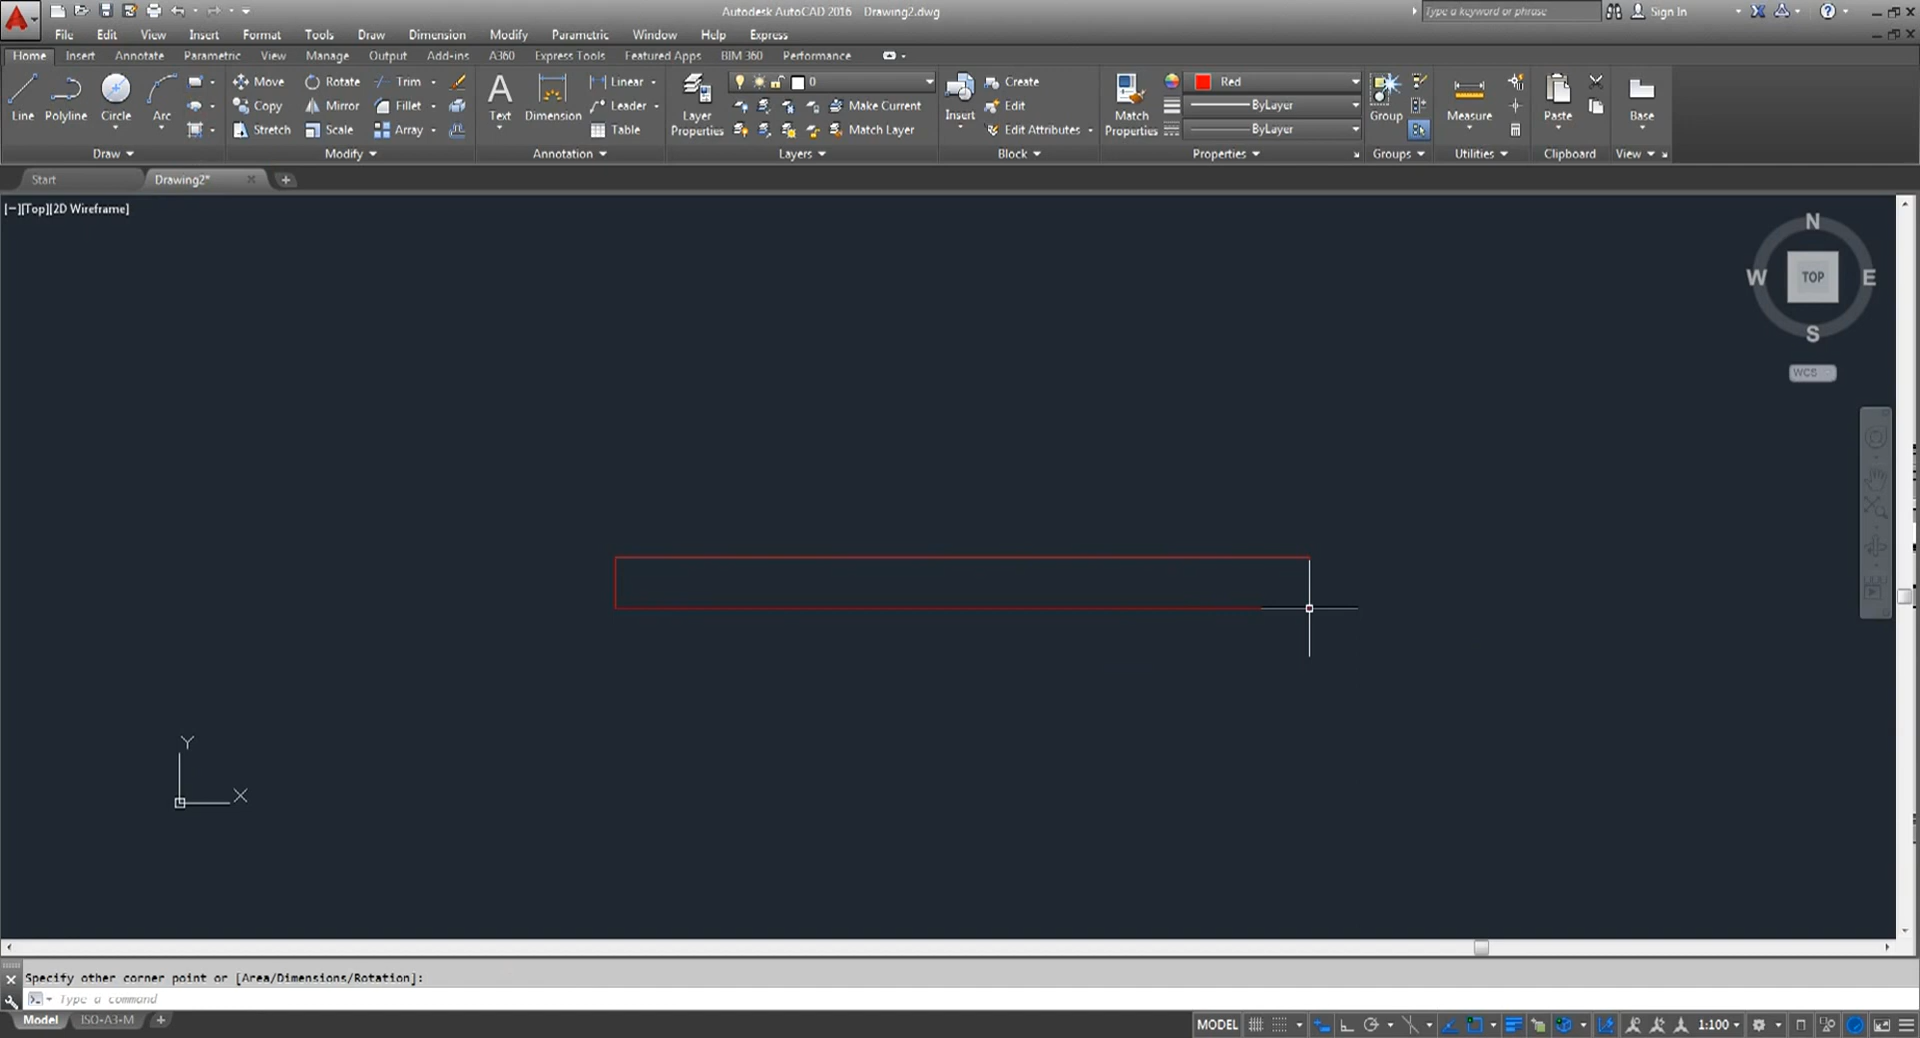 Autodesk AutoCAD 2016 Drawing2.dwg
Type a keyword or phrase
Sign In
File Edit View Insert Format Tools Draw Dimension Modify Parametric Window Help Express
Home Insert Annotate Parametric View Manage Output Add-ins A360 Express Tools Featured Apps BIM 360 Performance
Line Polyline Circle Arc
Move Rotate Trim
Copy Mirror Fillet
Stretch Scale Array
Text Dimension
Linear
Leader
Table
Layer Properties
0
Make Current
Match Layer
Insert
Create
Edit
Edit Attributes
Match Properties
Red
ByLayer
ByLayer
Group
Measure
Paste
Base
Draw Modify Annotation Layers Block Properties Groups Utilities Clipboard View
Start Drawing2*
[−][Top][2D Wireframe]
N
W TOP E
S
WCS
Y
X
Specify other corner point or [Area/Dimensions/Rotation]:
Type a command
Model ISO-A3-M
MODEL 1:100